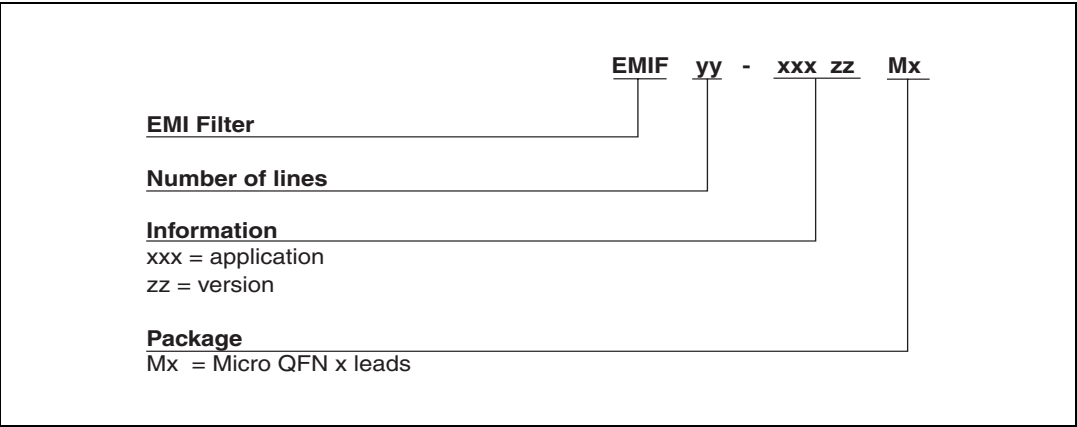 EMIF yy - xxx zz Mx
EMI Filter
Number of lines
Information
xxx = application
zz = version
Package
Mx = Micro QFN x leads